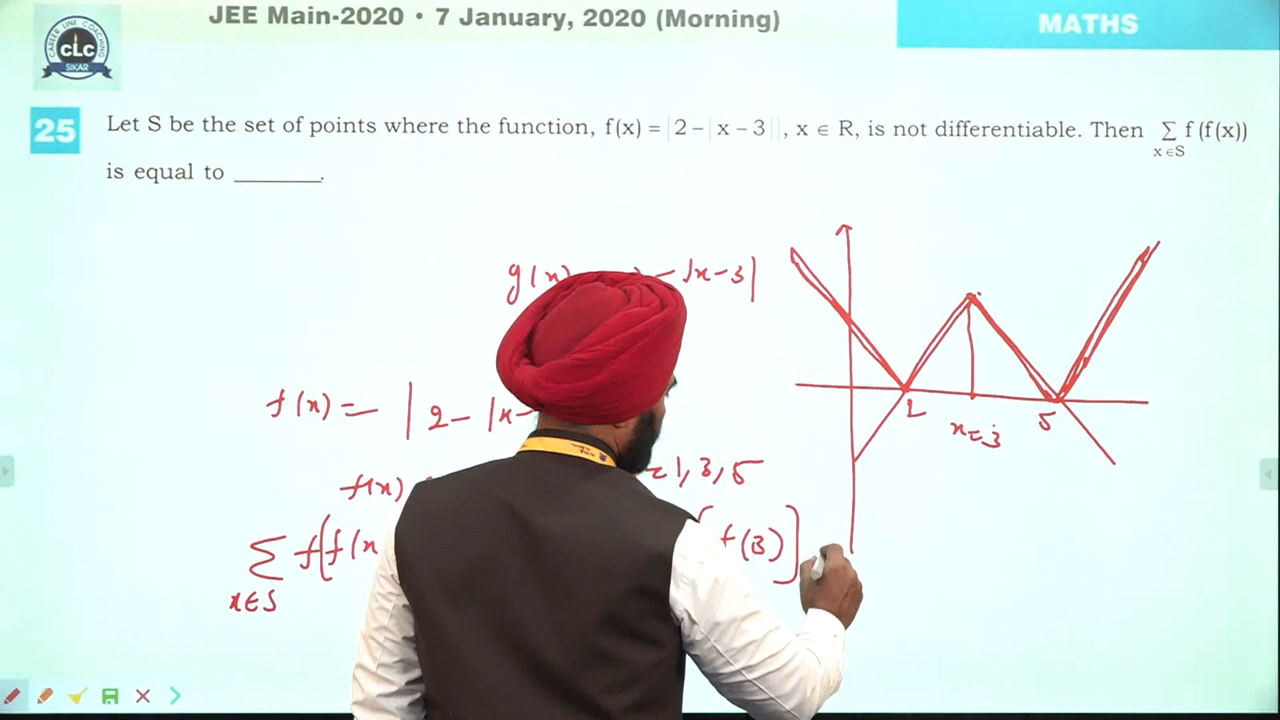 JEE Main-2020 • 7 January, 2020 (Morning)
MATHS
CAREER LINE COACHING
CLC
SIKAR
25 Let S be the set of points where the function, f(x) = |2-|x-3||, x ∈ R, is not differentiable. Then Σ f(f(x))
x∈S
is equal to _______.
g(x) - |x-3|
f(x) = |2-|x-
f(x) = 1, 3, 5
Σ f[f(x f(3)]
x∈S
1 x=3 5